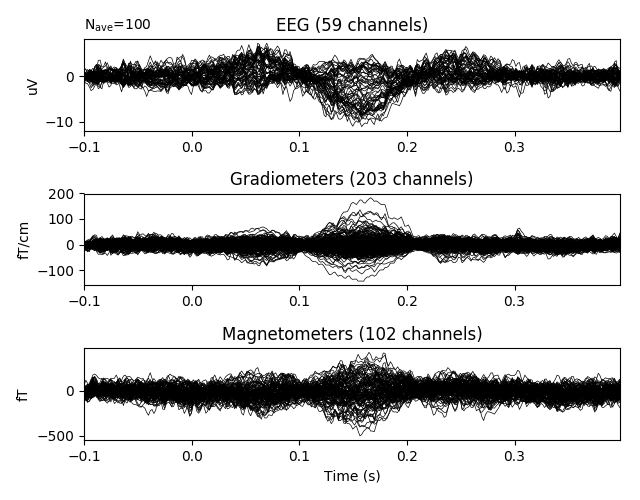 N_ave=100
EEG (59 channels)
0
−10
uV
−0.1 0.0 0.1 0.2 0.3
Gradiometers (203 channels)
200
100
0
−100
fT/cm
−0.1 0.0 0.1 0.2 0.3
Magnetometers (102 channels)
0
−500
fT
−0.1 0.0 0.1 0.2 0.3
Time (s)